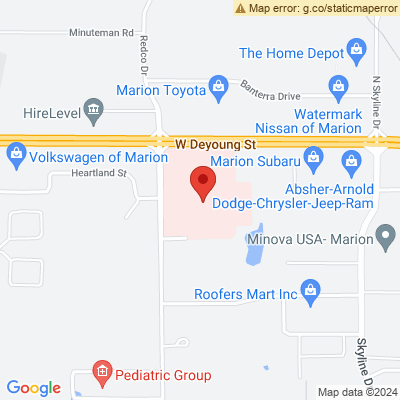 Map error: g.co/staticmaperror
Minuteman Rd
Redco Dr
The Home Depot
N Skyline Dr
Marion Toyota
Banterra Drive
HireLevel
Watermark
Nissan of Marion
W Deyoung St
Volkswagen of Marion
Marion Subaru
Heartland St
Absher-Arnold
Dodge-Chrysler-Jeep-Ram
Minova USA- Marion
Roofers Mart Inc
Skyline D
Pediatric Group
Google
Map data ©2024